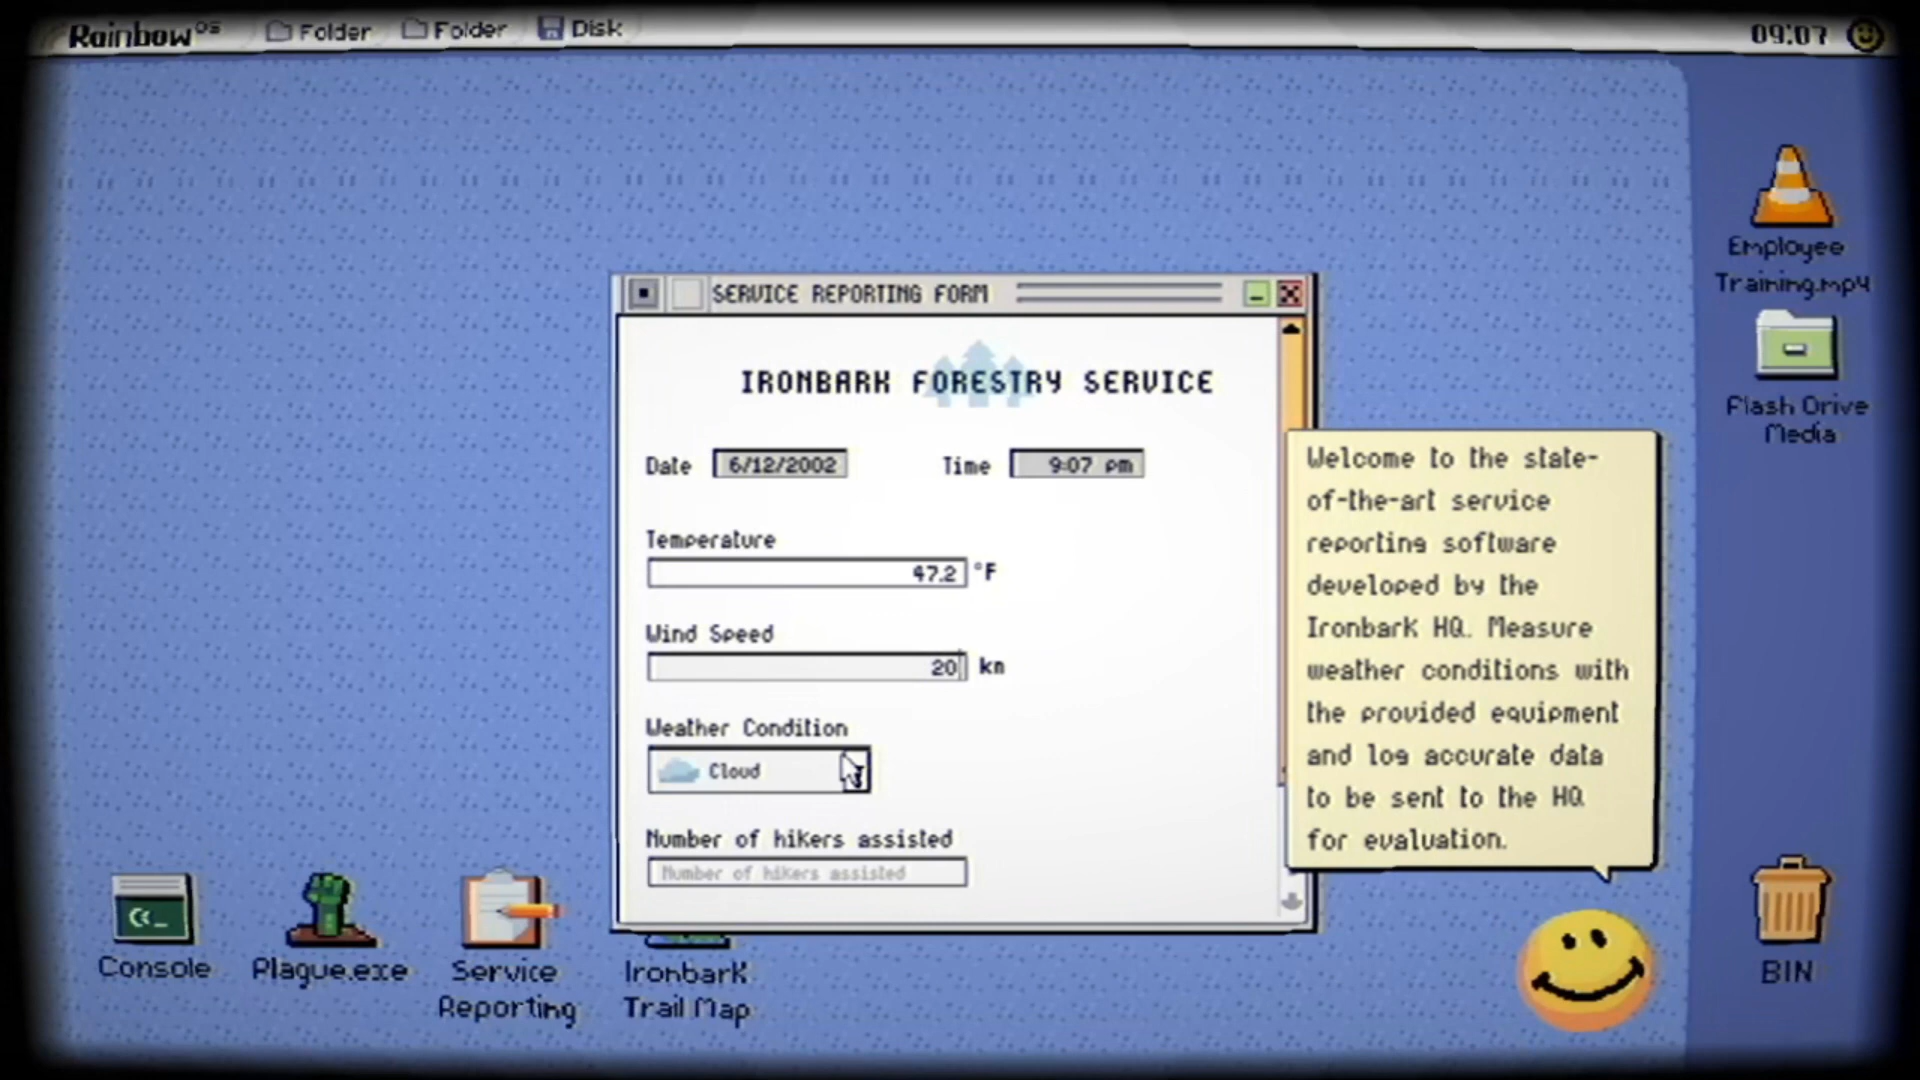 RainbowOS
Folder
Folder
Disk
09:07
SERVICE REPORTING FORM
IRONBARK FORESTRY SERVICE
Date 6/12/2002
Time 9:07 pm
Temperature
47.2 °F
Wind Speed
20 kn
Weather Condition
Cloud
Number of hikers assisted
Number of hikers assisted
Welcome to the state-
of-the-art service
reporting software
developed by the
Ironbark HQ. Measure
weather conditions with
the provided equipment
and log accurate data
to be sent to the HQ
for evaluation.
Employee
Training.mp4
Flash Drive
Media
BIN
Console
Plague.exe
Service
Reporting
Ironbark
Trail Map